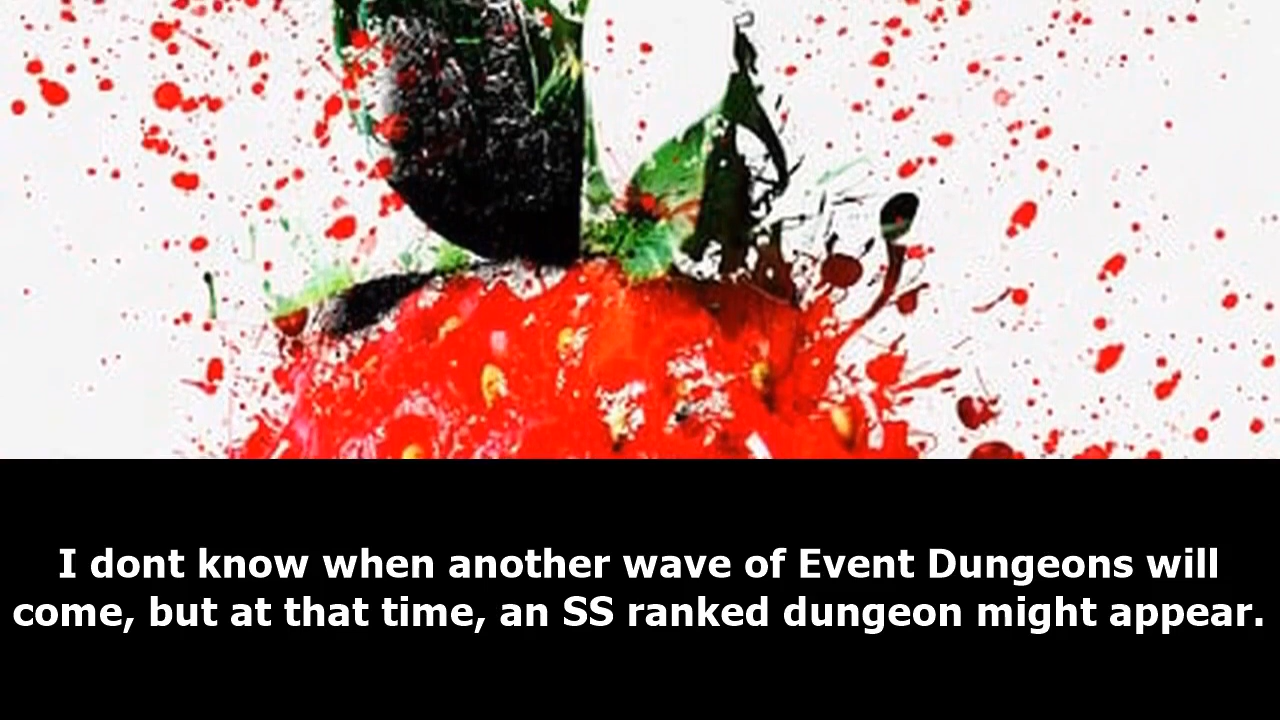 I dont know when another wave of Event Dungeons will
come, but at that time, an SS ranked dungeon might appear.